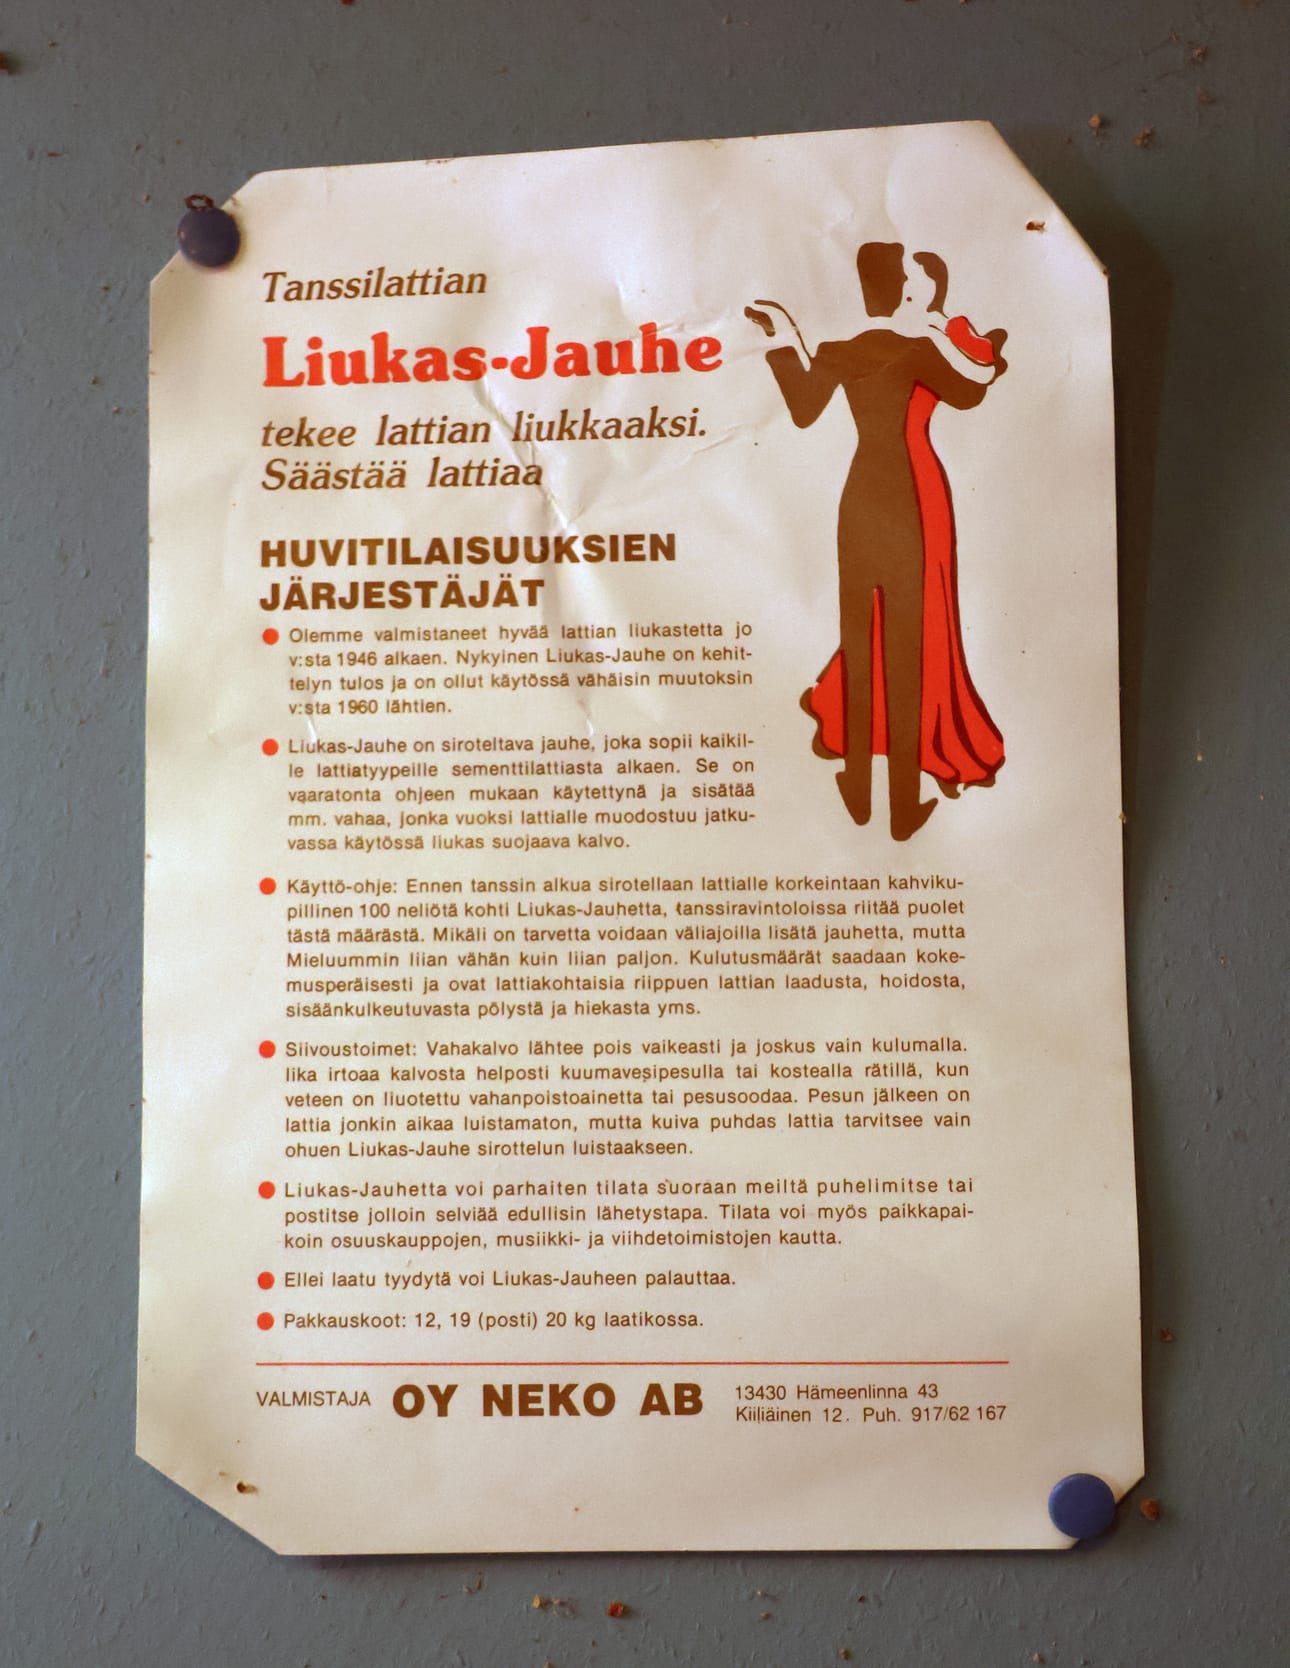 Tanssilattian
Liukas-Jauhe
tekee lattian liukkaaksi.
Säästää lattiaa
HUVITILAISUUKSIEN
JÄRJESTÄJÄT
● Olemme valmistaneet hyvää lattian liukastetta jo
v:sta 1946 alkaen. Nykyinen Liukas-Jauhe on kehit-
telyn tulos ja on ollut käytössä vähäisin muutoksin
v:sta 1960 lähtien.
● Liukas-Jauhe on siroteltava jauhe, joka sopii kaikil-
le lattiatyypeille sementtilattiasta alkaen. Se on
vaaratonta ohjeen mukaan käytettynä ja sisätää
mm. vahaa, jonka vuoksi lattialle muodostuu jatku-
vassa käytössä liukas suojaava kalvo.
● Käyttö-ohje: Ennen tanssin alkua sirotellaan lattialle korkeintaan kahviku-
pillinen 100 neliötä kohti Liukas-Jauhetta, tanssiravintoloissa riitää puolet
tästä määrästä. Mikäli on tarvetta voidaan väliajoilla lisätä jauhetta, mutta
Mieluummin liian vähän kuin liian paljon. Kulutusmäärät saadaan koke-
musperäisesti ja ovat lattiakohtaisia riippuen lattian laadusta, hoidosta,
sisäänkulkeutuvasta pölystä ja hiekasta yms.
● Siivoustoimet: Vahakalvo lähtee pois vaikeasti ja joskus vain kulumalla.
lika irtoaa kalvosta helposti kuumavesipesulla tai kostealla rätillä, kun
veteen on liuotettu vahanpoistoainetta tai pesusoodaa. Pesun jälkeen on
lattia jonkin aikaa luistamaton, mutta kuiva puhdas lattia tarvitsee vain
ohuen Liukas-Jauhe sirottelun luistaakseen.
● Liukas-Jauhetta voi parhaiten tilata suoraan meiltä puhelimitse tai
postitse jolloin selviää edullisin lähetystapa. Tilata voi myös paikkapai-
koin osuuskauppojen, musiikki- ja viihdetoimistojen kautta.
● Ellei laatu tyydytä voi Liukas-Jauheen palauttaa.
● Pakkauskoot: 12, 19 (posti) 20 kg laatikossa.
VALMISTAJA OY NEKO AB
13430 Hämeenlinna 43
Kiiliäinen 12. Puh. 917/62 167